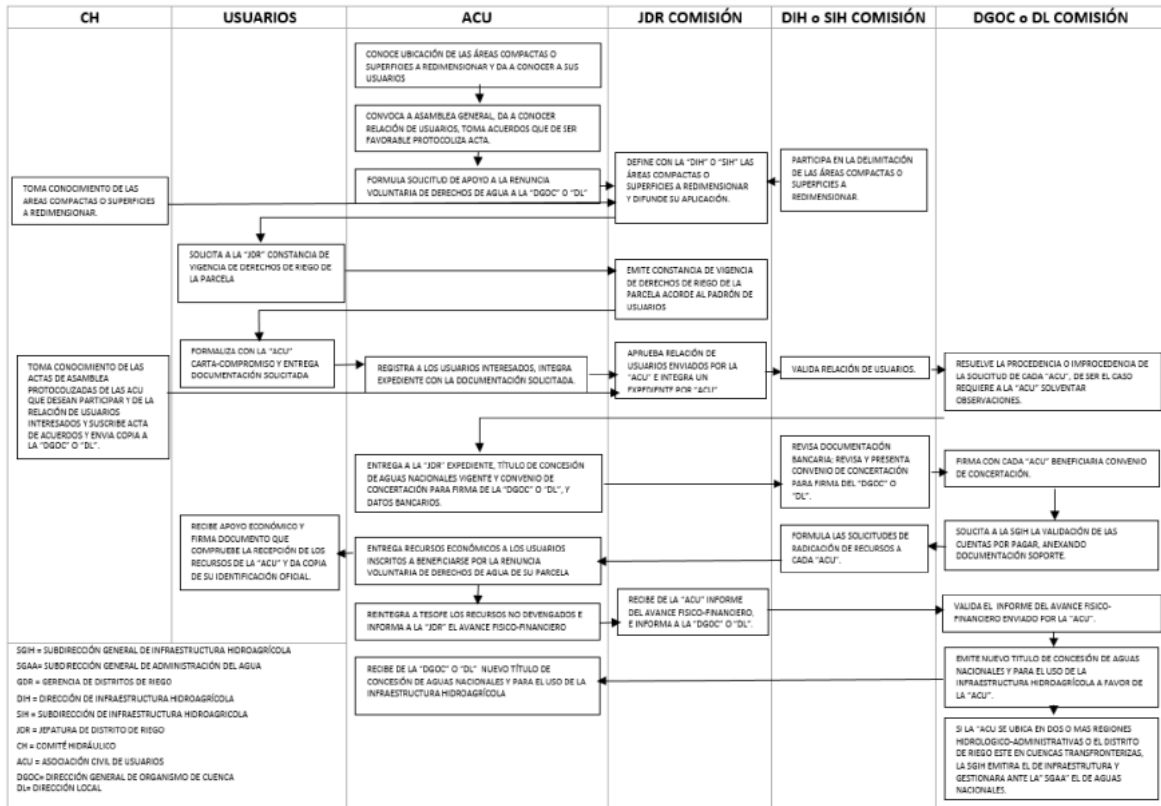 CH
USUARIOS
ACU
JDR COMISIÓN
DIH o SIH COMISIÓN
DGOC o DL COMISIÓN
CONOCE UBICACIÓN DE LAS ÁREAS COMPACTAS O
SUPERFICIES A REDIMENSIONAR Y DA A CONOCER A SUS
USUARIOS
CONVOCA A ASAMBLEA GENERAL, DA A CONOCER
RELACIÓN DE USUARIOS, TOMA ACUERDOS QUE DE SER
FAVORABLE PROTOCOLIZA ACTA.
FORMULA SOLICITUD DE APOYO A LA RENUNCIA
VOLUNTARIA DE DERECHOS DE AGUA A LA "DGOC" O "DL"
DEFINE CON LA "DIH" O "SIH" LAS
ÁREAS COMPACTAS O
SUPERFICIES A REDIMENSIONAR
Y DIFUNDE SU APLICACIÓN.
PARTICIPA EN LA DELIMITACIÓN
DE LAS ÁREAS COMPACTAS O
SUPERFICIES A
REDIMENSIONAR.
TOMA CONOCIMIENTO DE LAS
AREAS COMPACTAS O SUPERFICIES
A REDIMENSIONAR.
SOLICITA A LA "JDR" CONSTANCIA DE
VIGENCIA DE DERECHOS DE RIEGO DE
LA PARCELA
EMITE CONSTANCIA DE VIGENCIA
DE DERECHOS DE RIEGO DE LA
PARCELA ACORDE AL PADRÓN DE
USUARIOS
TOMA CONOCIMIENTO DE LAS
ACTAS DE ASAMBLEA
PROTOCOLIZADAS DE LAS ACU
QUE DESEAN PARTICIPAR Y DE LA
RELACIÓN DE USUARIOS
INTERESADOS Y SUSCRIBE ACTA
DE ACUERDOS Y ENVIA COPIA A
LA "DGOC" O "DL".
FORMALIZA CON LA "ACU"
CARTA-COMPROMISO Y ENTREGA
DOCUMENTACIÓN SOLICITADA
REGISTRA A LOS USUARIOS INTERESADOS, INTEGRA
EXPEDIENTE CON LA DOCUMENTACIÓN SOLICITADA.
APRUEBA RELACIÓN DE
USUARIOS ENVIADOS POR LA
"ACU" E INTEGRA UN
EXPEDIENTE POR "ACU"
VALIDA RELACIÓN DE USUARIOS.
RESUELVE LA PROCEDENCIA O IMPROCEDENCIA DE
LA SOLICITUD DE CADA "ACU", DE SER EL CASO
REQUIERE A LA "ACU" SOLVENTAR
OBSERVACIONES.
ENTREGA A LA "JDR" EXPEDIENTE, TÍTULO DE CONCESIÓN
DE AGUAS NACIONALES VIGENTE Y CONVENIO DE
CONCERTACIÓN PARA FIRMA DE LA "DGOC" O "DL", Y
DATOS BANCARIOS.
REVISA DOCUMENTACIÓN
BANCARIA; REVISA Y PRESENTA
CONVENIO DE CONCERTACIÓN
PARA FIRMA DEL "DGOC" O
"DL".
FIRMA CON CADA "ACU" BENEFICIARIA CONVENIO
DE CONCERTACIÓN.
SOLICITA A LA SGIH LA VALIDACIÓN DE LAS
CUENTAS POR PAGAR, ANEXANDO
DOCUMENTACIÓN SOPORTE.
FORMULA LAS SOLICITUDES DE
RADICACIÓN DE RECURSOS A
CADA "ACU".
ENTREGA RECURSOS ECONÓMICOS A LOS USUARIOS
INSCRITOS A BENEFICIARSE POR LA RENUNCIA
VOLUNTARIA DE DERECHOS DE AGUA DE SU PARCELA
RECIBE APOYO ECONÓMICO Y
FIRMA DOCUMENTO QUE
COMPRUEBE LA RECEPCIÓN DE LOS
RECURSOS DE LA "ACU" Y DA COPIA
DE SU IDENTIFICACIÓN OFICIAL.
REINTEGRA A TESOFE LOS RECURSOS NO DEVENGADOS E
INFORMA A LA "JDR" EL AVANCE FISICO-FINANCIERO
RECIBE DE LA "ACU" INFORME
DEL AVANCE FISICO-FINANCIERO,
E INFORMA A LA "DGOC" O "DL".
VALIDA EL INFORME DEL AVANCE FISICO-
FINANCIERO ENVIADO POR LA "ACU".
EMITE NUEVO TITULO DE CONCESIÓN DE AGUAS
NACIONALES Y PARA EL USO DE LA
INFRAESTRUCTURA HIDROAGRÍCOLA A FAVOR DE
LA "ACU".
RECIBE DE LA "DGOC" O "DL" NUEVO TÍTULO DE
CONCESIÓN DE AGUAS NACIONALES Y PARA EL USO DE LA
INFRAESTRUCTURA HIDROAGRÍCOLA
SI LA "ACU SE UBICA EN DOS O MAS REGIONES
HIDROLOGICO-ADMINISTRATIVAS O EL DISTRITO
DE RIEGO ESTE EN CUENCAS TRANSFRONTERIZAS,
LA SGIH EMITIRA EL DE INFRAESTRUTURA Y
GESTIONARA ANTE LA" SGAA" EL DE AGUAS
NACIONALES.
SGIH = SUBDIRECCIÓN GENERAL DE INFRAESTRUCTURA HIDROAGRÍCOLA
SGAA= SUBDIRECCIÓN GENERAL DE ADMINISTRACIÓN DEL AGUA
GDR = GERENCIA DE DISTRITOS DE RIEGO
DIH = DIRECCIÓN DE INFRAESTRUCTURA HIDROAGRÍCOLA
SIH = SUBDIRECCIÓN DE INFRAESTRUCTURA HIDROAGRICOLA
JDR = JEFATURA DE DISTRITO DE RIEGO
CH = COMITÉ HIDRÁULICO
ACU = ASOCIACIÓN CIVIL DE USUARIOS
DGOC= DIRECCIÓN GENERAL DE ORGANISMO DE CUENCA
DL= DIRECCIÓN LOCAL